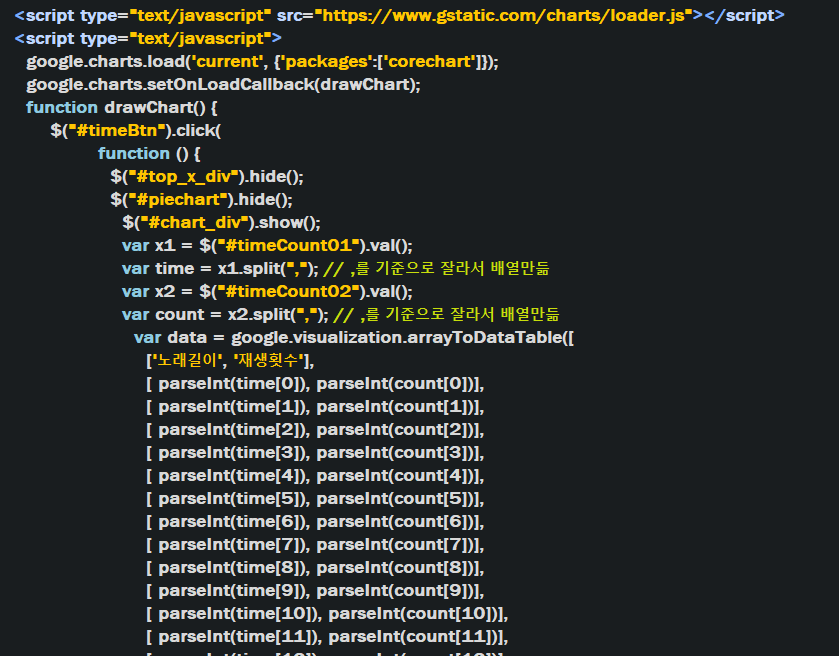 <script type="text/javascript" src="https://www.gstatic.com/charts/loader.js"></script>
<script type="text/javascript">
google.charts.load('current', {'packages':['corechart']});
google.charts.setOnLoadCallback(drawChart);
function drawChart() {
$("#timeBtn").click(
function () {
$("#top_x_div").hide();
$("#piechart").hide();
$("#chart_div").show();
var x1 = $("#timeCount01").val();
var time = x1.split(","); // ,를 기준으로 잘라서 배열만듦
var x2 = $("#timeCount02").val();
var count = x2.split(","); // ,를 기준으로 잘라서 배열만듦
var data = google.visualization.arrayToDataTable([
['노래길이', '재생횟수'],
[ parseInt(time[0]), parseInt(count[0])],
[ parseInt(time[1]), parseInt(count[1])],
[ parseInt(time[2]), parseInt(count[2])],
[ parseInt(time[3]), parseInt(count[3])],
[ parseInt(time[4]), parseInt(count[4])],
[ parseInt(time[5]), parseInt(count[5])],
[ parseInt(time[6]), parseInt(count[6])],
[ parseInt(time[7]), parseInt(count[7])],
[ parseInt(time[8]), parseInt(count[8])],
[ parseInt(time[9]), parseInt(count[9])],
[ parseInt(time[10]), parseInt(count[10])],
[ parseInt(time[11]), parseInt(count[11])],